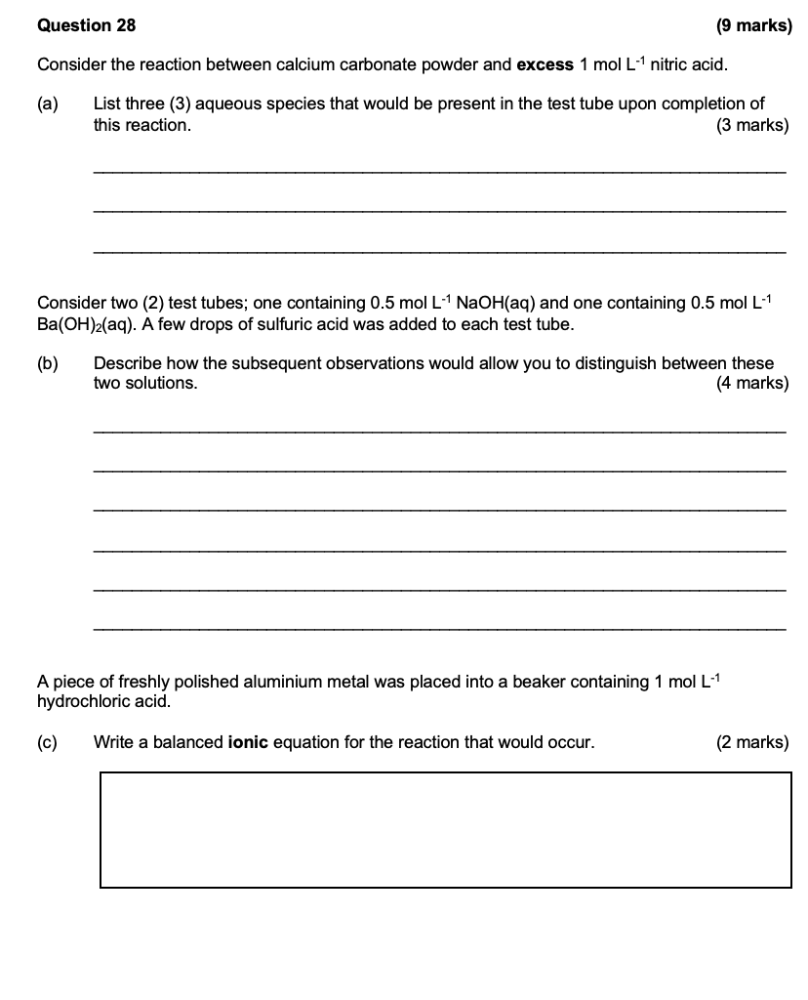 Question 28 (9 marks)
Consider the reaction between calcium carbonate powder and excess 1 mol L⁻¹ nitric acid.
(a) List three (3) aqueous species that would be present in the test tube upon completion of
this reaction. (3 marks)
Consider two (2) test tubes; one containing 0.5 mol L⁻¹ NaOH(aq) and one containing 0.5 mol L⁻¹
Ba(OH)₂(aq). A few drops of sulfuric acid was added to each test tube.
(b) Describe how the subsequent observations would allow you to distinguish between these
two solutions. (4 marks)
A piece of freshly polished aluminium metal was placed into a beaker containing 1 mol L⁻¹
hydrochloric acid.
(c) Write a balanced ionic equation for the reaction that would occur. (2 marks)